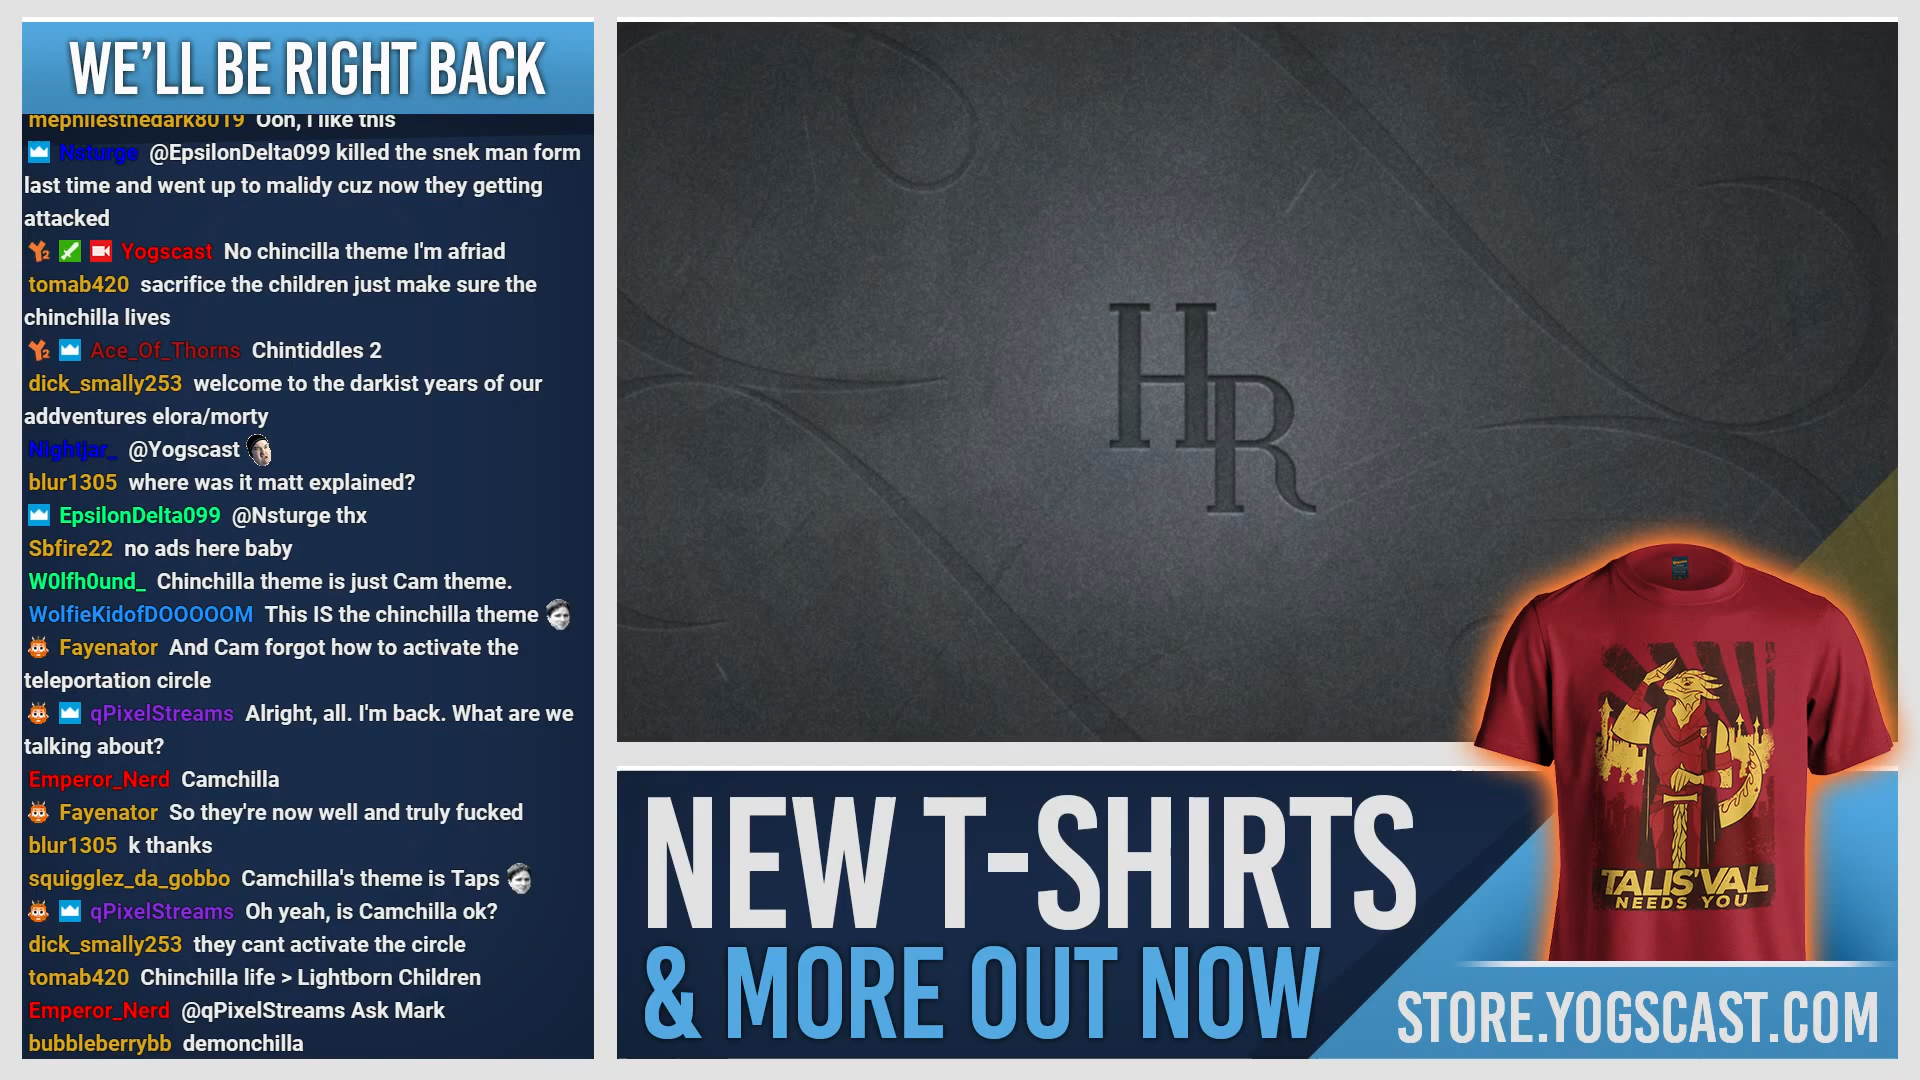 WE'LL BE RIGHT BACK
mephilesthedark8019 Ooh, I like this
Nsturge @EpsilonDelta099 killed the snek man form
last time and went up to malidy cuz now they getting
attacked
Yogscast No chincilla theme I'm afriad
tomab420 sacrifice the children just make sure the
chinchilla lives
Ace_Of_Thorns Chintiddles 2
dick_smally253 welcome to the darkist years of our
addventures elora/morty
Nightjar_ @Yogscast
blur1305 where was it matt explained?
EpsilonDelta099 @Nsturge thx
Sbfire22 no ads here baby
W0lfh0und_ Chinchilla theme is just Cam theme.
WolfieKidofDOOOOOM This IS the chinchilla theme
Fayenator And Cam forgot how to activate the
teleportation circle
qPixelStreams Alright, all. I'm back. What are we
talking about?
Emperor_Nerd Camchilla
Fayenator So they're now well and truly fucked
blur1305 k thanks
squigglez_da_gobbo Camchilla's theme is Taps
qPixelStreams Oh yeah, is Camchilla ok?
dick_smally253 they cant activate the circle
tomab420 Chinchilla life > Lightborn Children
Emperor_Nerd @qPixelStreams Ask Mark
bubbleberrybb demonchilla
HR
TALIS'VAL
NEEDS YOU
NEW T-SHIRTS
& MORE OUT NOW
STORE.YOGSCAST.COM